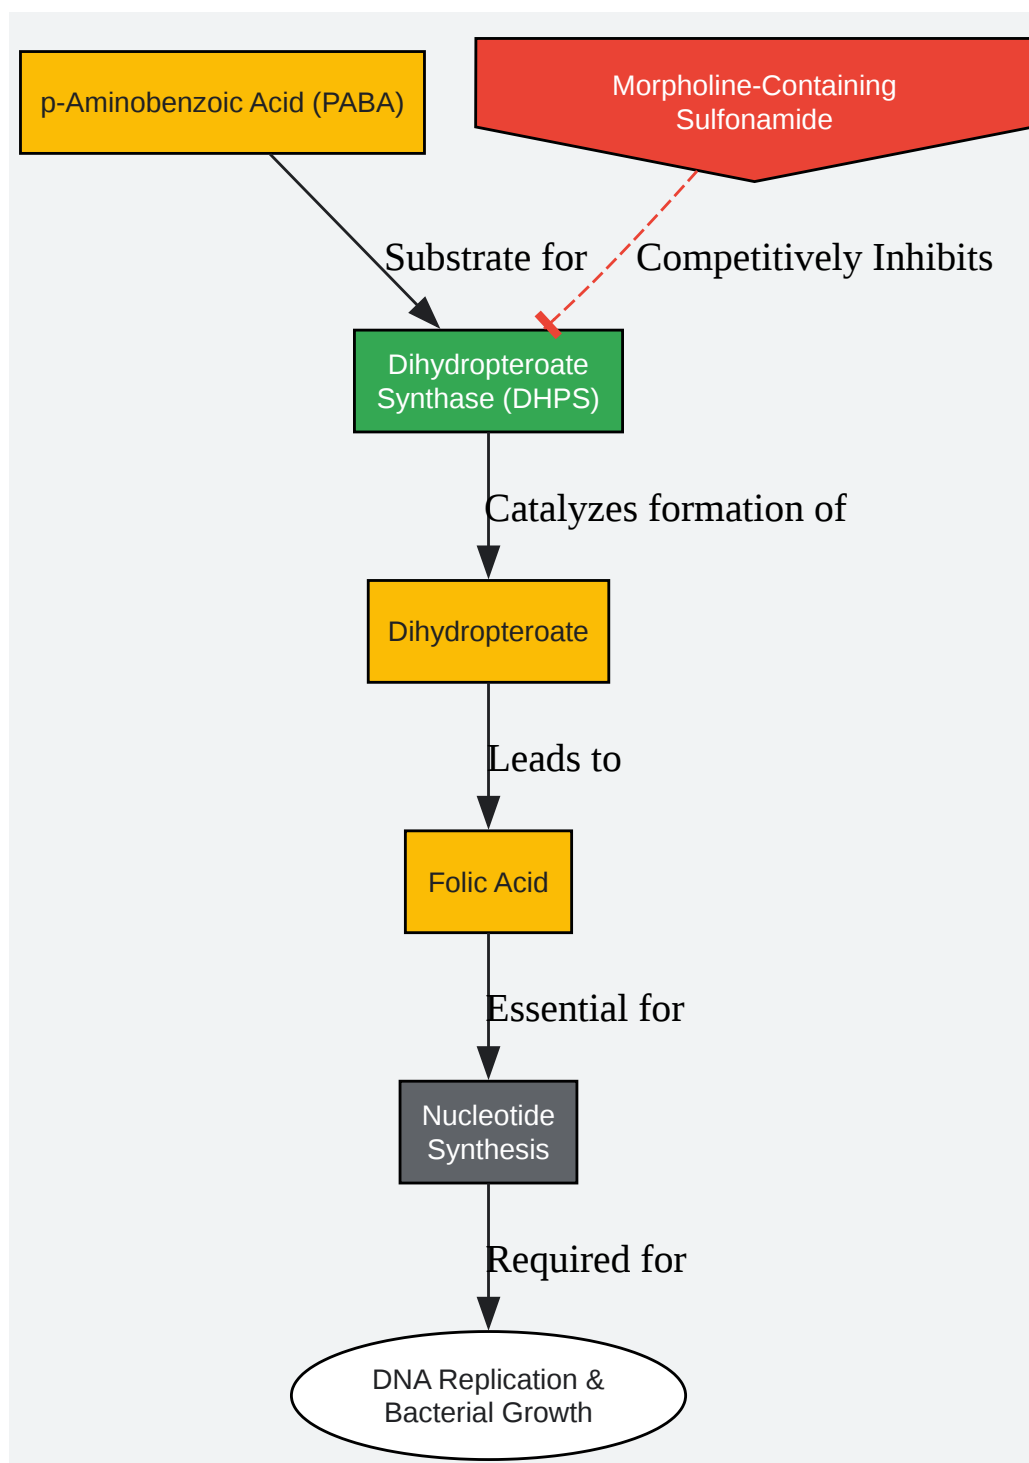 p-Aminobenzoic Acid (PABA)
Morpholine-Containing
Sulfonamide
Substrate for
Competitively Inhibits
Dihydropteroate
Synthase (DHPS)
Catalyzes formation of
Dihydropteroate
Leads to
Folic Acid
Essential for
Nucleotide
Synthesis
Required for
DNA Replication &
Bacterial Growth